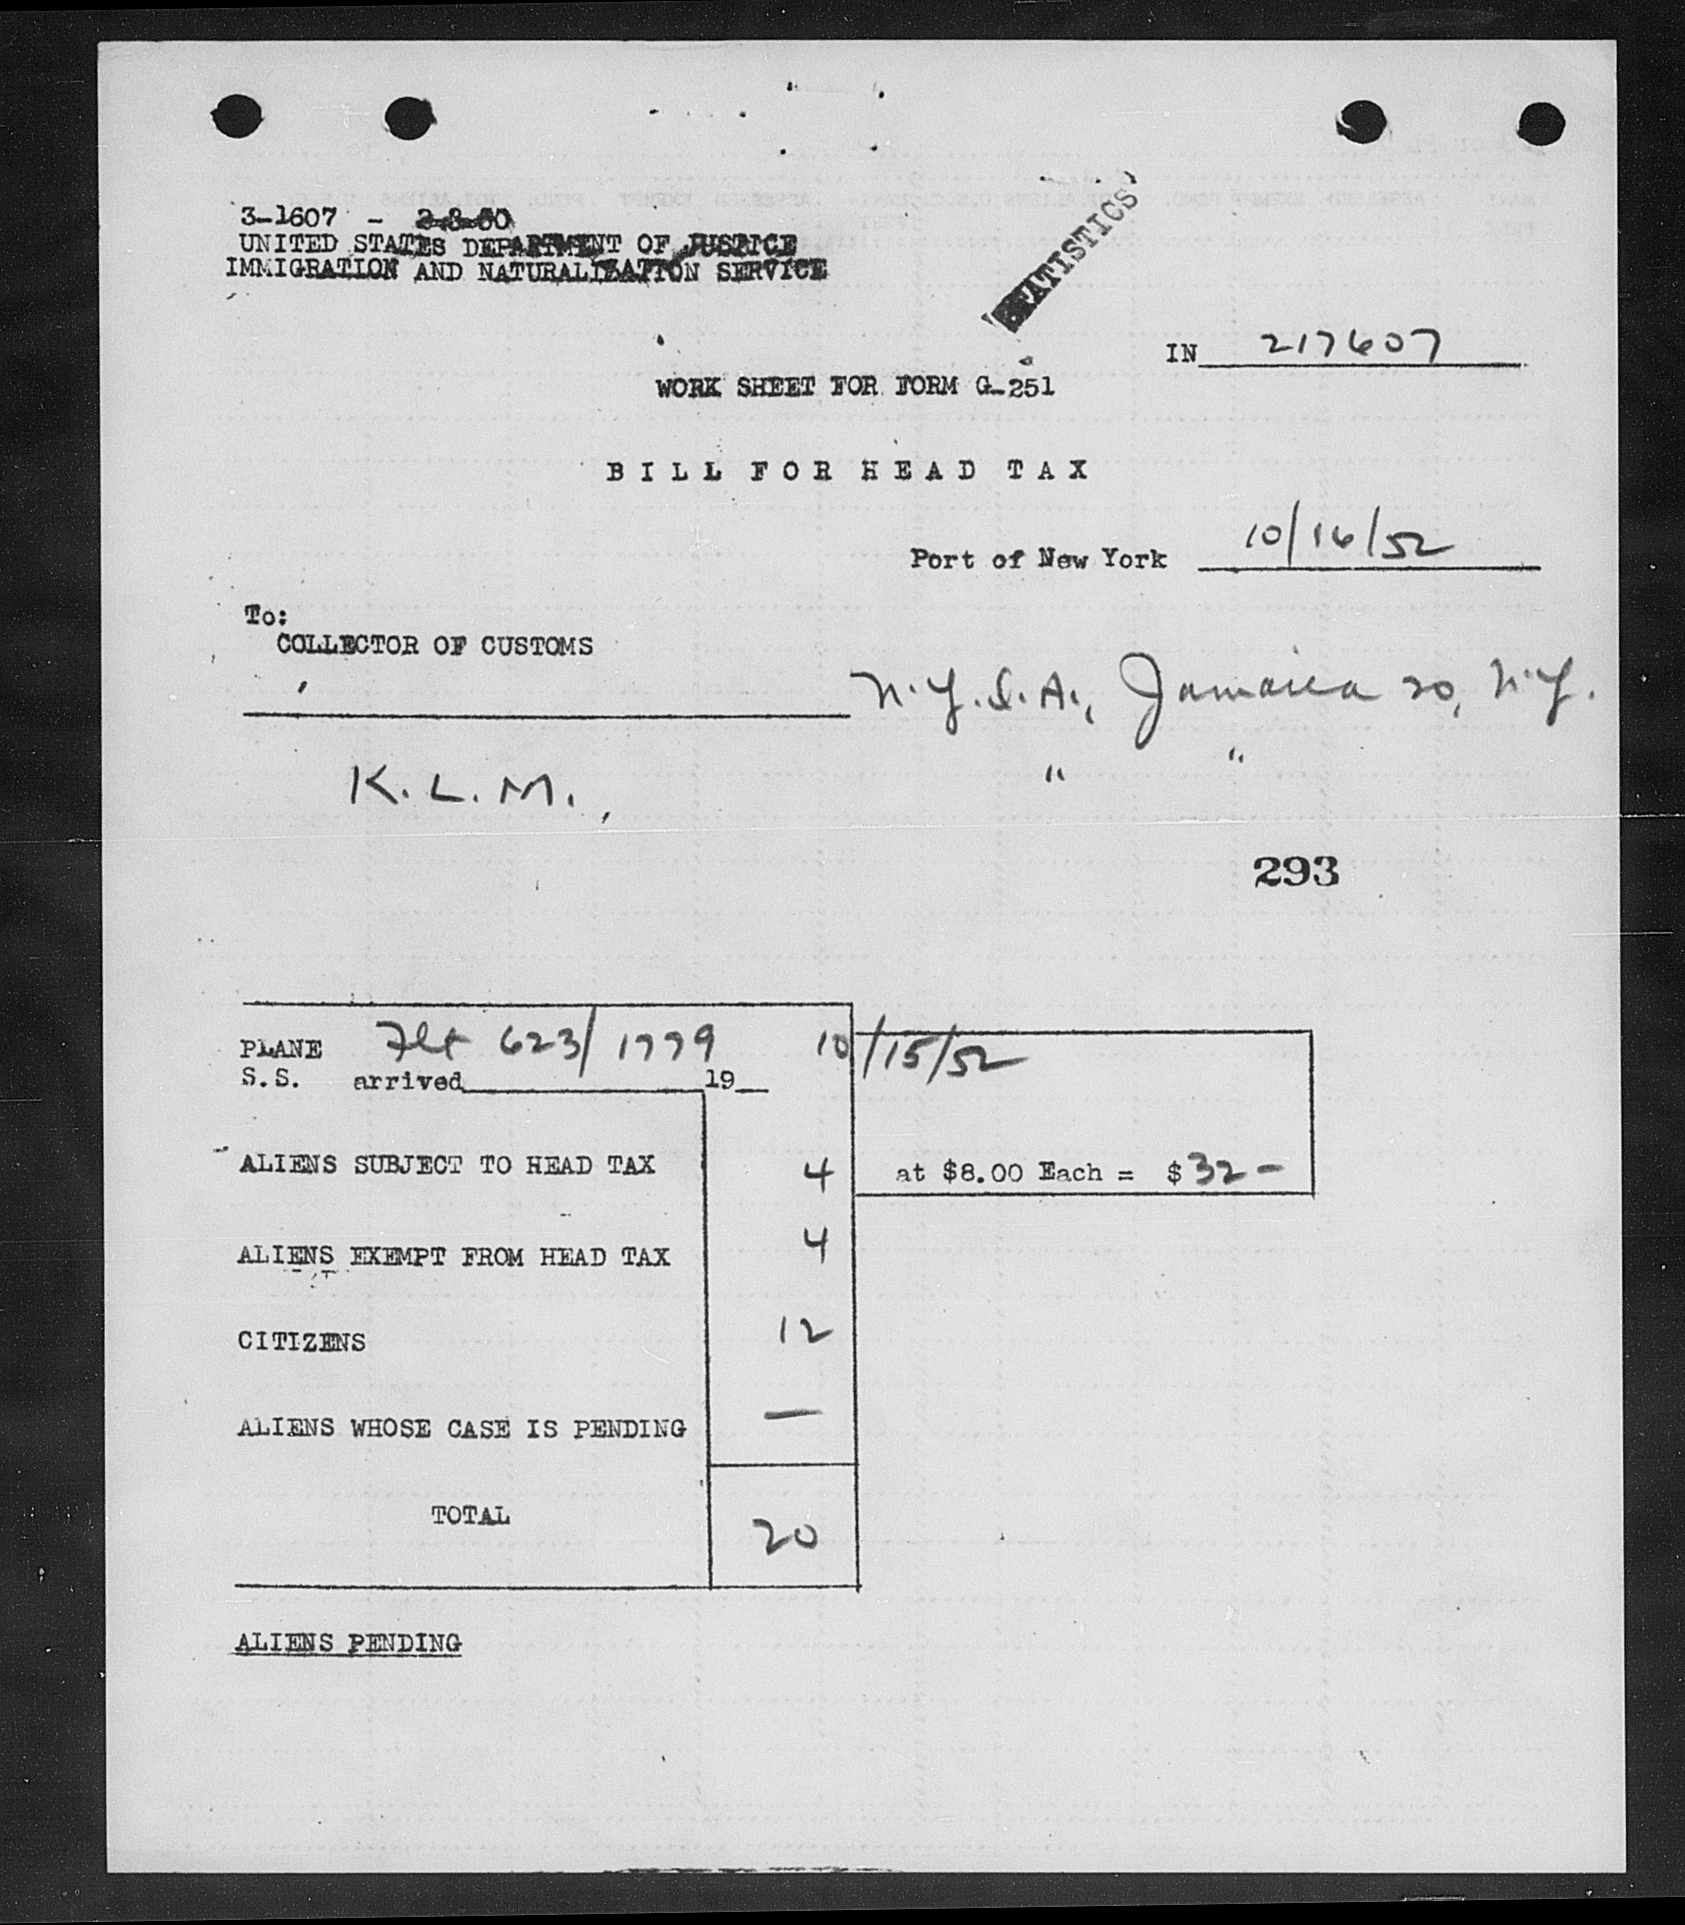 3-1607 - 2-8-50
UNITED STATES DEPARTMENT OF JUSTICE
IMMIGRATION AND NATURALIZATION SERVICE
STATISTICS
IN 217607
WORK SHEET FOR FORM G-251
BILL FOR HEAD TAX
Port of New York 10/16/52
To:
COLLECTOR OF CUSTOMS
N.Y.I.A., Jamaica 20, N.Y.
K.L.M., " "
293
PLANE Flt 623/1779 10/15/52
S.S. arrived 19
ALIENS SUBJECT TO HEAD TAX 4 at $8.00 Each = $32-
ALIENS EXEMPT FROM HEAD TAX 4
CITIZENS 12
ALIENS WHOSE CASE IS PENDING —
TOTAL 20
ALIENS PENDING